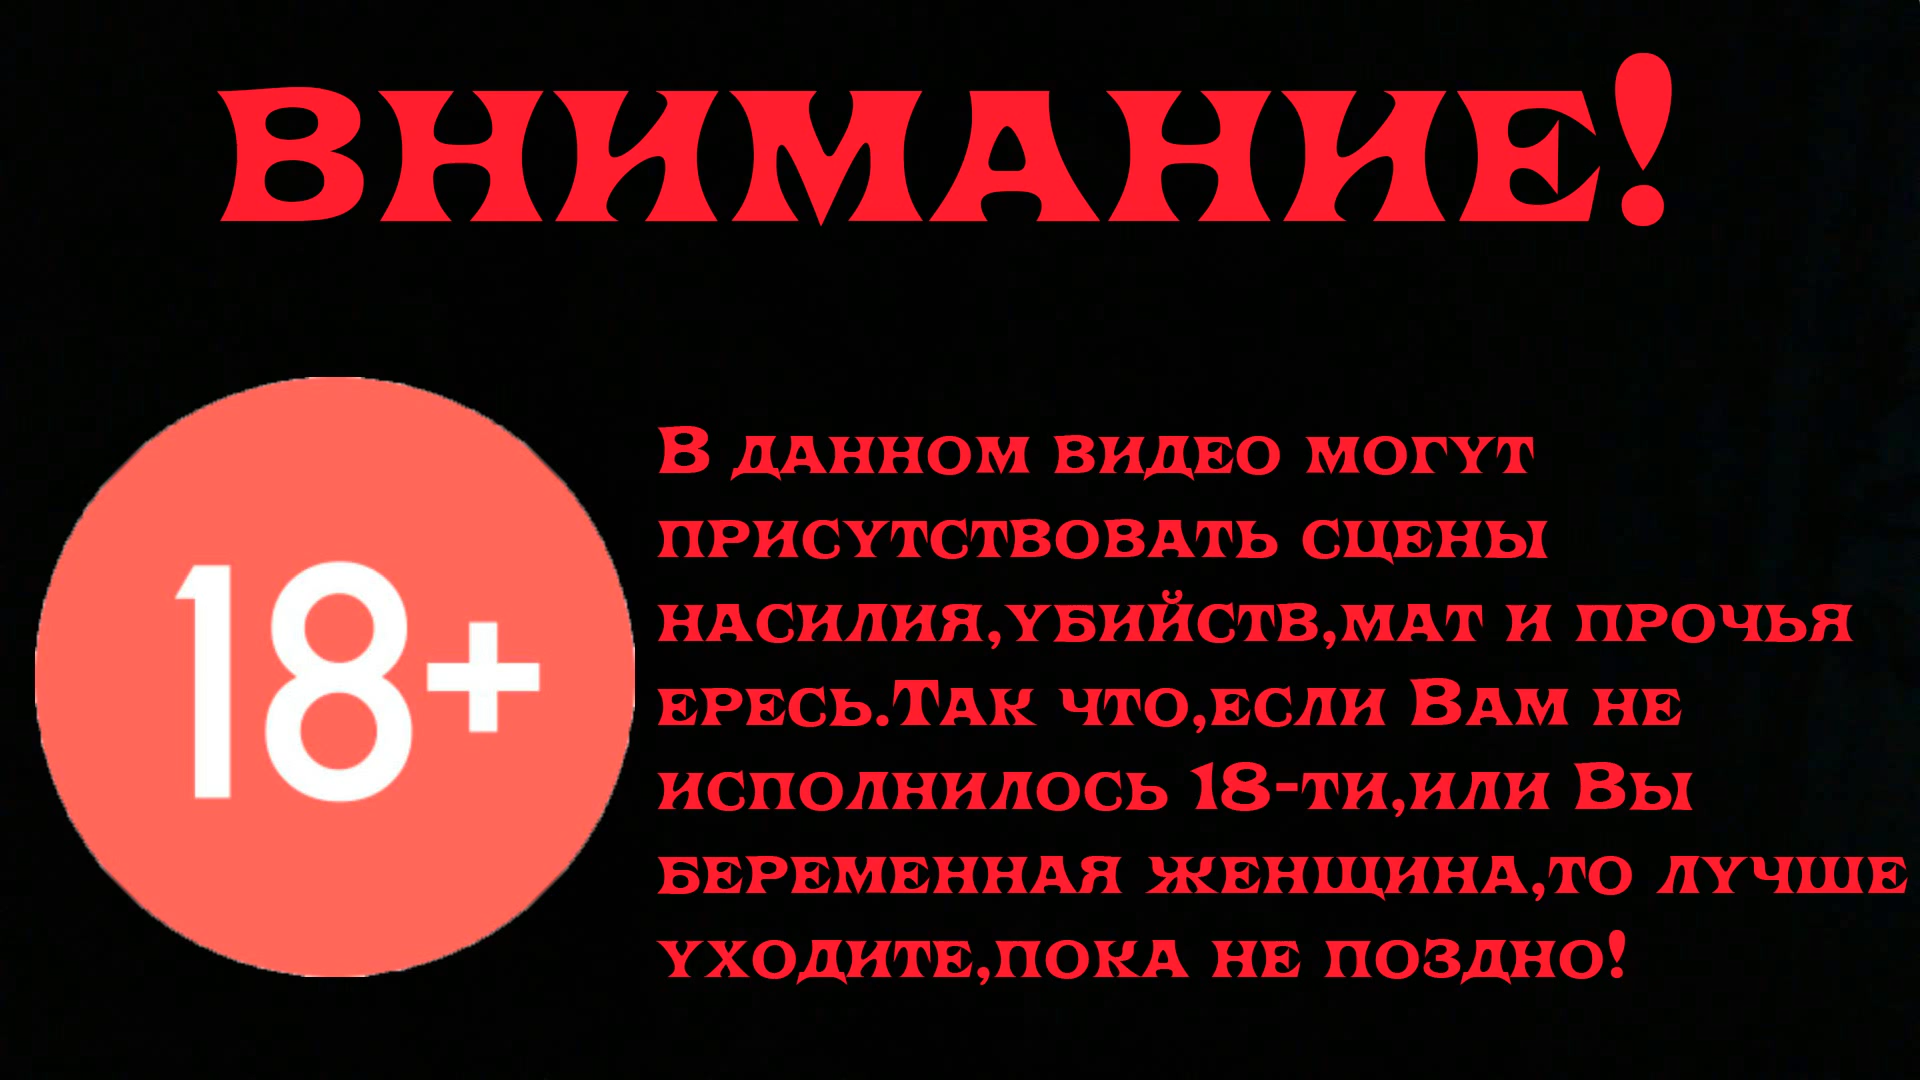 ВНИМАНИЕ!
18+
В данном видео могут
присутствовать сцены
насилия,убийств,мат и прочья
ересь.Так что,если Вам не
исполнилось 18-ти,или Вы
беременная женщина,то лучше
уходите,пока не поздно!